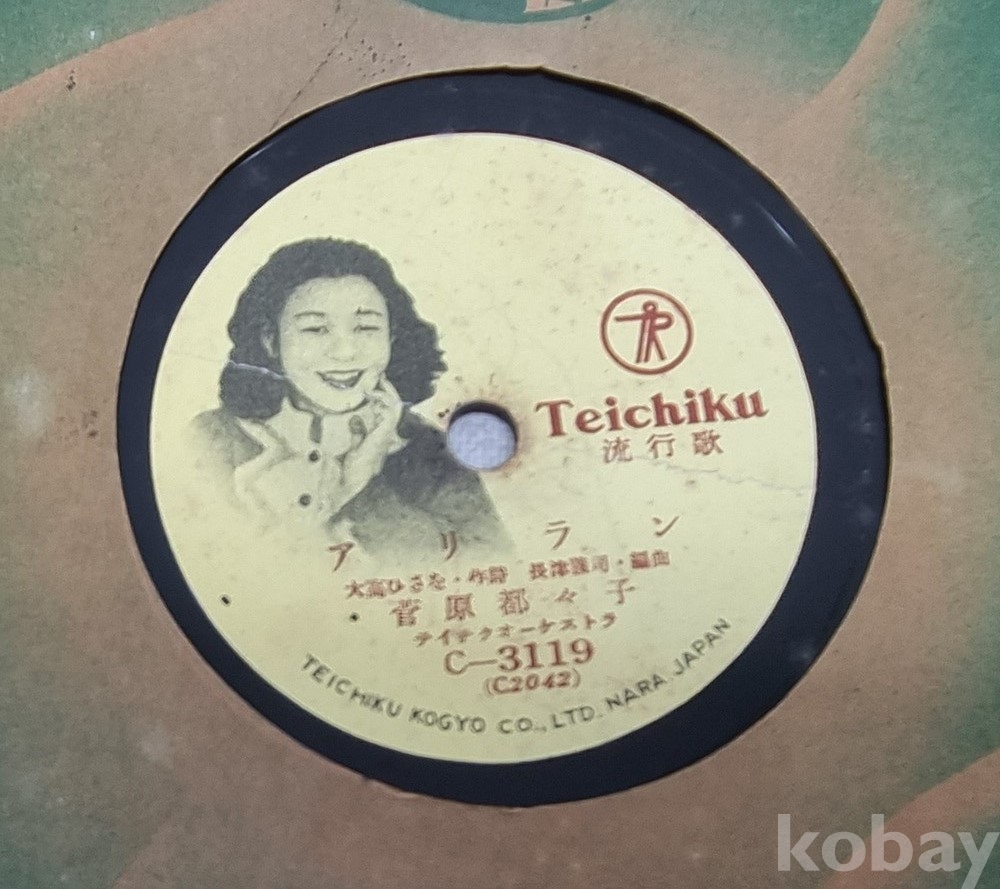 Teichiku
流行歌
アリラン
大高ひさを・作詩 長津義司・編曲
菅原都々子
テイチクオーケストラ
C-3119
(C2042)
TEICHIKU KOGYO CO., LTD. NARA JAPAN
kobay